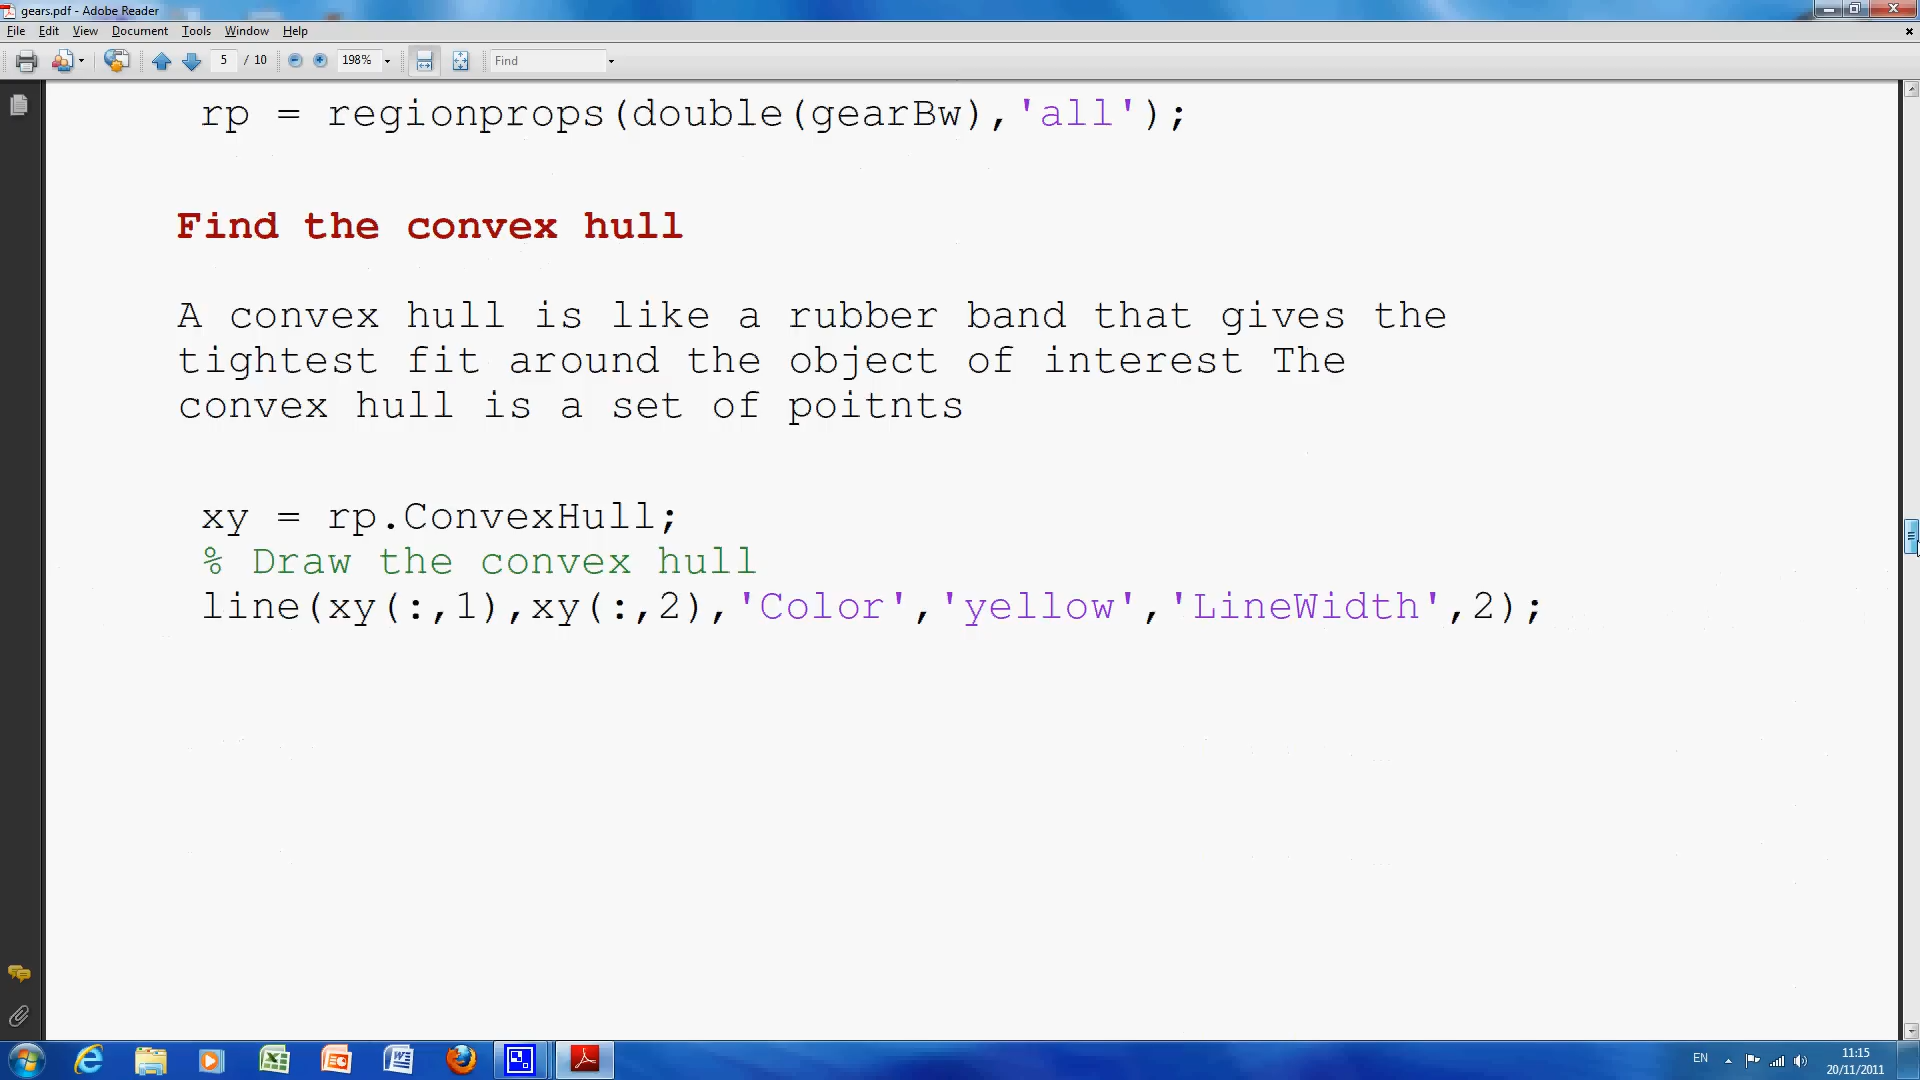 gears.pdf - Adobe Reader
File Edit View Document Tools Window Help
5 / 10 198% Find
rp = regionprops(double(gearBw),'all');
Find the convex hull
A convex hull is like a rubber band that gives the
tightest fit around the object of interest The
convex hull is a set of poitnts
xy = rp.ConvexHull;
% Draw the convex hull
line(xy(:,1),xy(:,2),'Color','yellow','LineWidth',2);
EN 11:15
20/11/2011